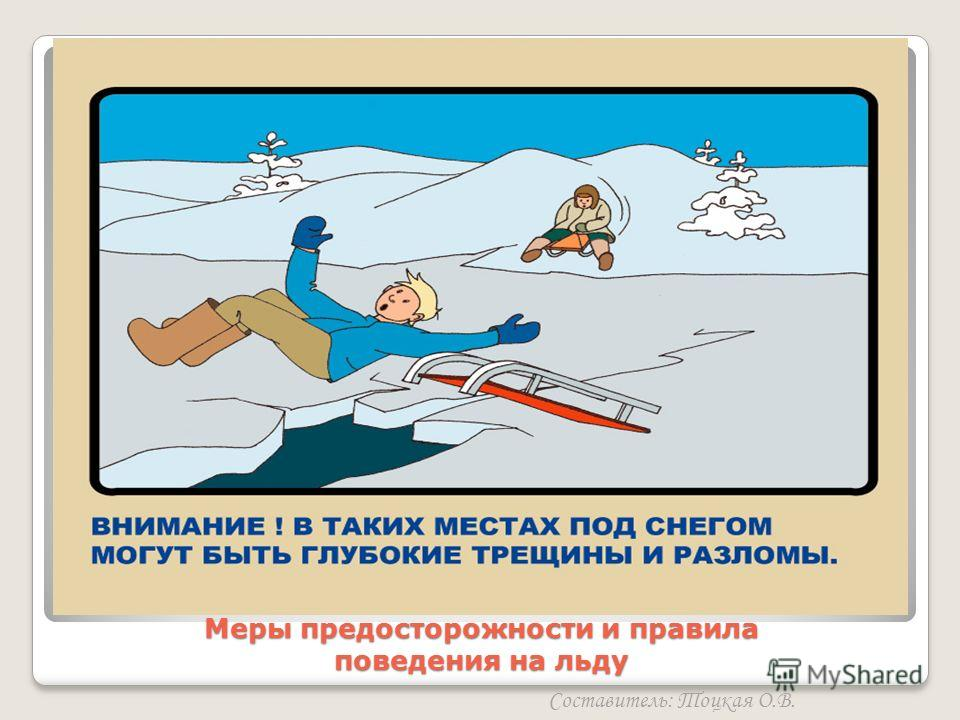 ВНИМАНИЕ ! В ТАКИХ МЕСТАХ ПОД СНЕГОМ
МОГУТ БЫТЬ ГЛУБОКИЕ ТРЕЩИНЫ И РАЗЛОМЫ.
Меры предосторожности и правила
поведения на льду
MyShared
Составитель: Тоцкая О.В.